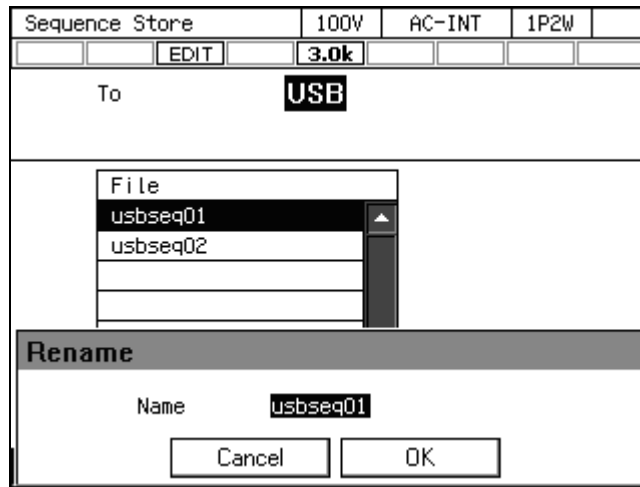 Sequence Store 100V AC-INT 1P2W
EDIT 3.0k
To USB
File
usbseq01
usbseq02
Rename
Name usbseq01
Cancel OK